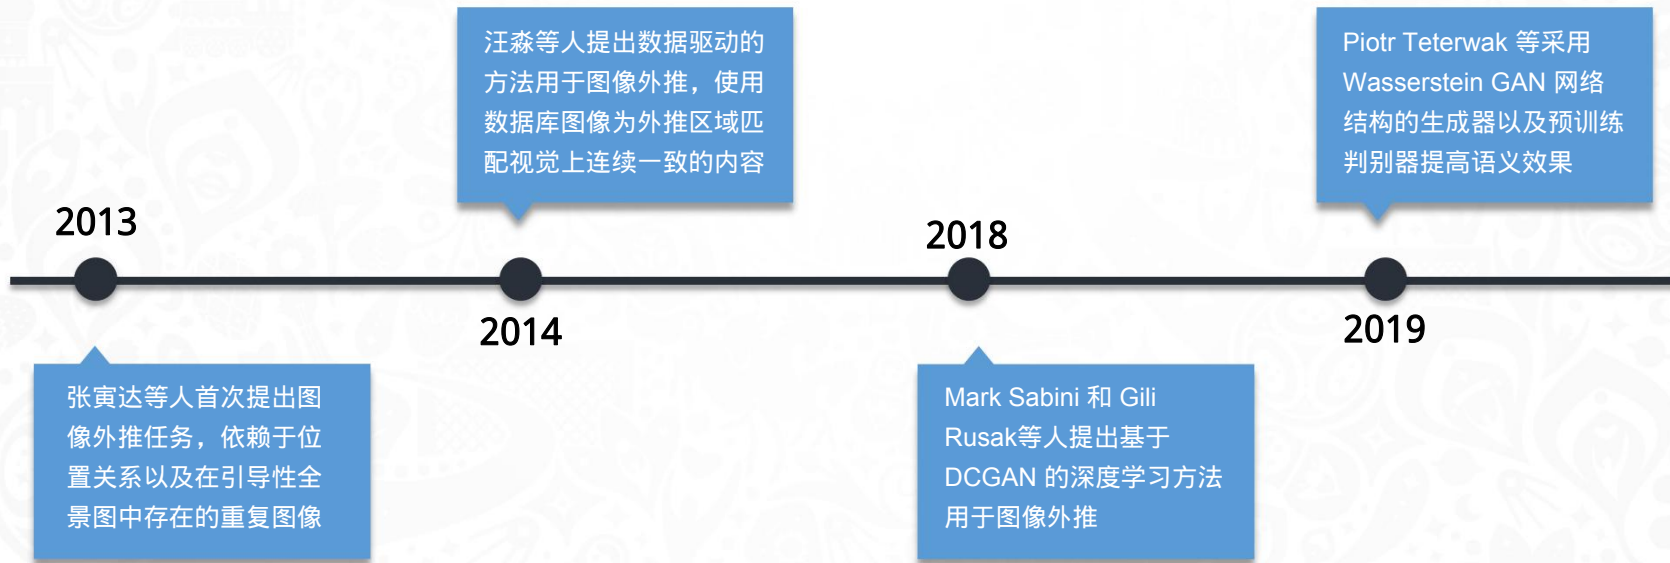 2013
张寅达等人首次提出图
像外推任务，依赖于位
置关系以及在引导性全
景图中存在的重复图像
汪淼等人提出数据驱动的
方法用于图像外推，使用
数据库图像为外推区域匹
配视觉上连续一致的内容
2014
2018
Mark Sabini 和 Gili
Rusak等人提出基于
DCGAN 的深度学习方法
用于图像外推
Piotr Teterwak 等采用
Wasserstein GAN 网络
结构的生成器以及预训练
判别器提高语义效果
2019